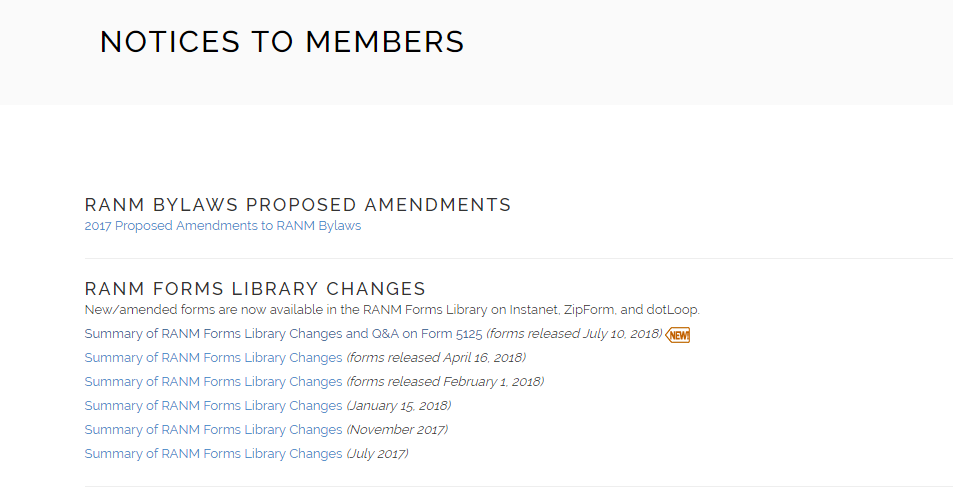 NOTICES TO MEMBERS
RANM BYLAWS PROPOSED AMENDMENTS
2017 Proposed Amendments to RANM Bylaws
RANM FORMS LIBRARY CHANGES
New/amended forms are now available in the RANM Forms Library on Instanet, ZipForm, and dotLoop.
Summary of RANM Forms Library Changes and Q&A on Form 5125 (forms released July 10, 2018) NEW!
Summary of RANM Forms Library Changes (forms released April 16, 2018)
Summary of RANM Forms Library Changes (forms released February 1, 2018)
Summary of RANM Forms Library Changes (January 15, 2018)
Summary of RANM Forms Library Changes (November 2017)
Summary of RANM Forms Library Changes (July 2017)